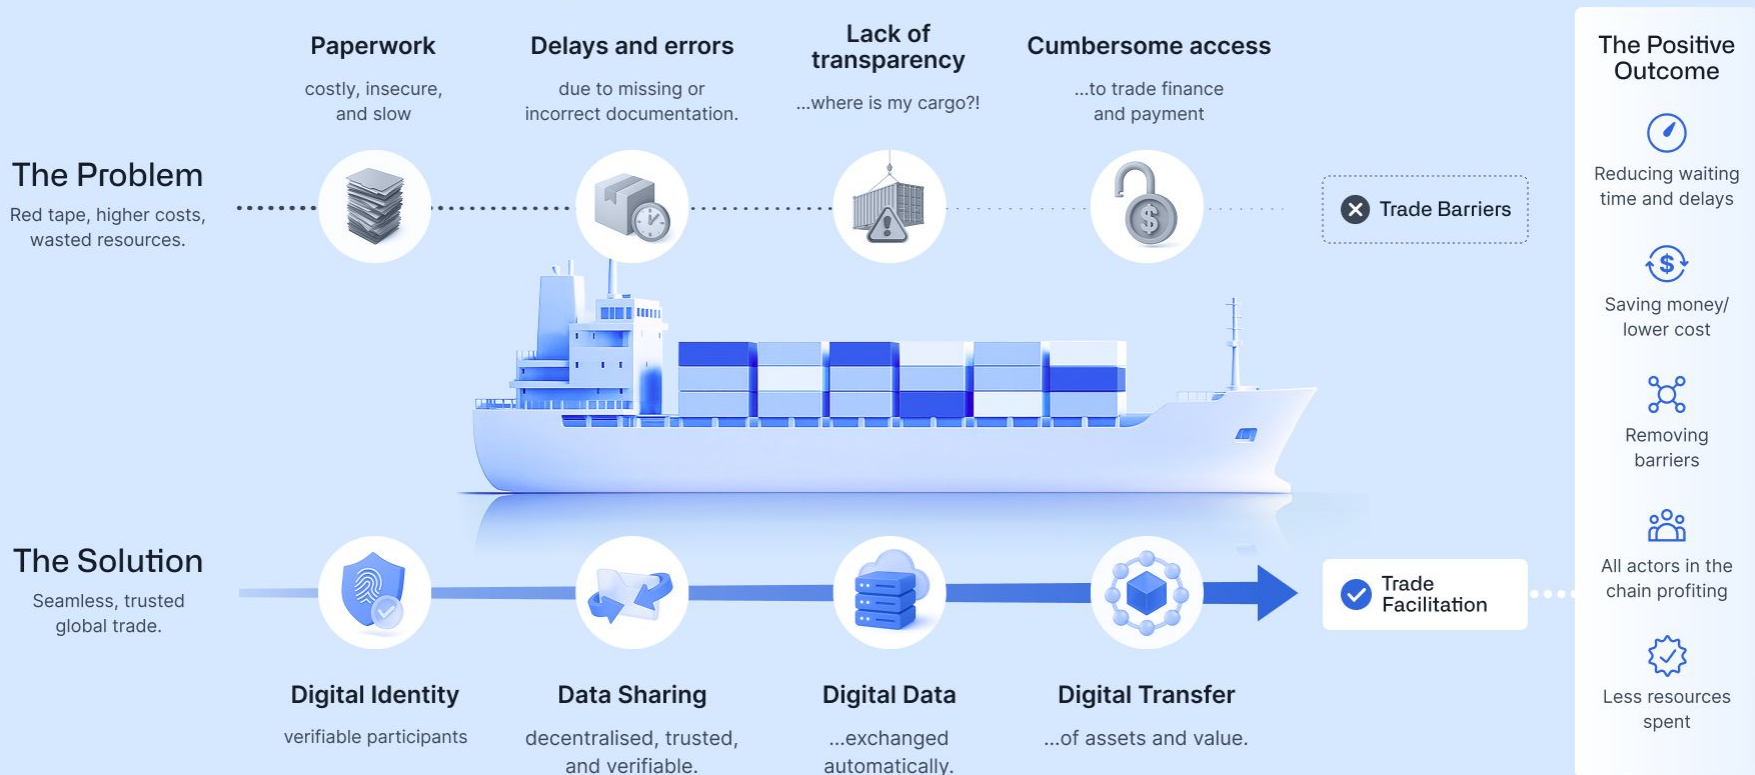 Paperwork
costly, insecure,
and slow
Delays and errors
due to missing or
incorrect documentation.
Lack of
transparency
...where is my cargo?!
Cumbersome access
...to trade finance
and payment
The Problem
Red tape, higher costs,
wasted resources.
$
Trade Barriers
The Solution
Seamless, trusted
global trade.
Trade
Facilitation
Digital Identity
verifiable participants
Data Sharing
decentralised, trusted,
and verifiable.
Digital Data
...exchanged
automatically.
Digital Transfer
...of assets and value.
The Positive
Outcome
Reducing waiting
time and delays
$
Saving money/
lower cost
Removing
barriers
All actors in the
chain profiting
Less resources
spent